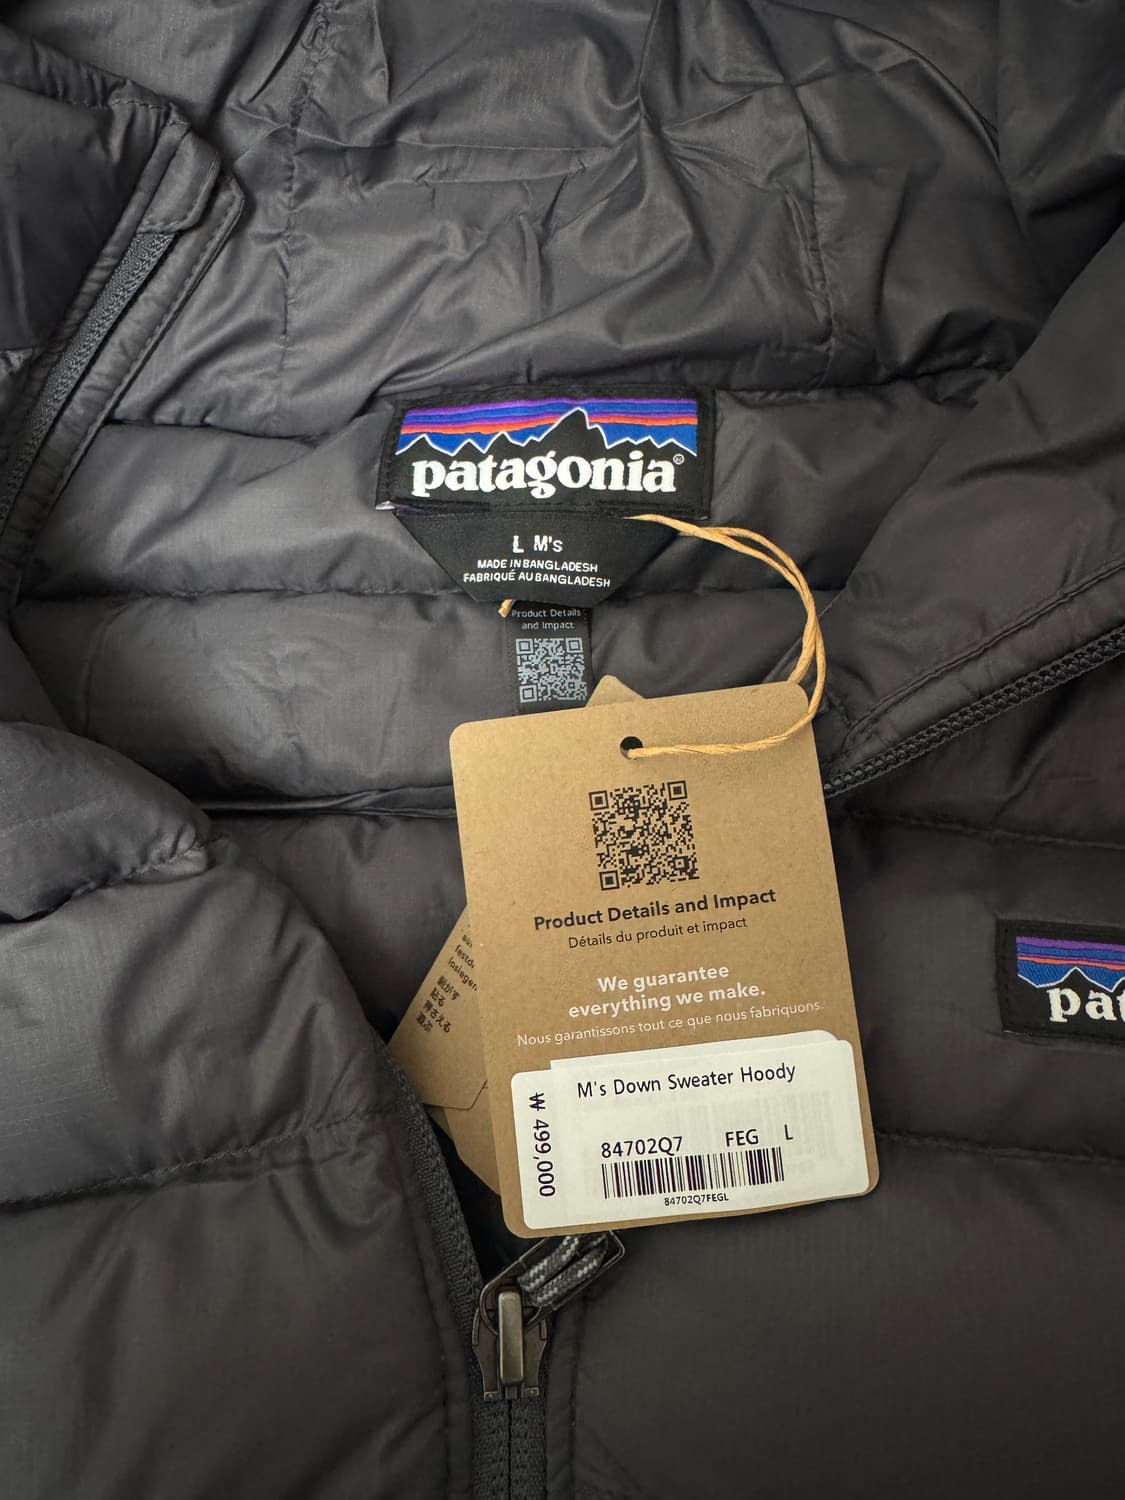 patagonia®
L M's
MADE IN BANGLADESH
FABRIQUÉ AU BANGLADESH
Product Details
and Impact
Product Details and Impact
Détails du produit et impact
We guarantee
everything we make.
Nous garantissons tout ce que nous fabriquons.
M's Down Sweater Hoody
₩ 499,000
84702Q7 FEG L
84702Q7FEGL
pat